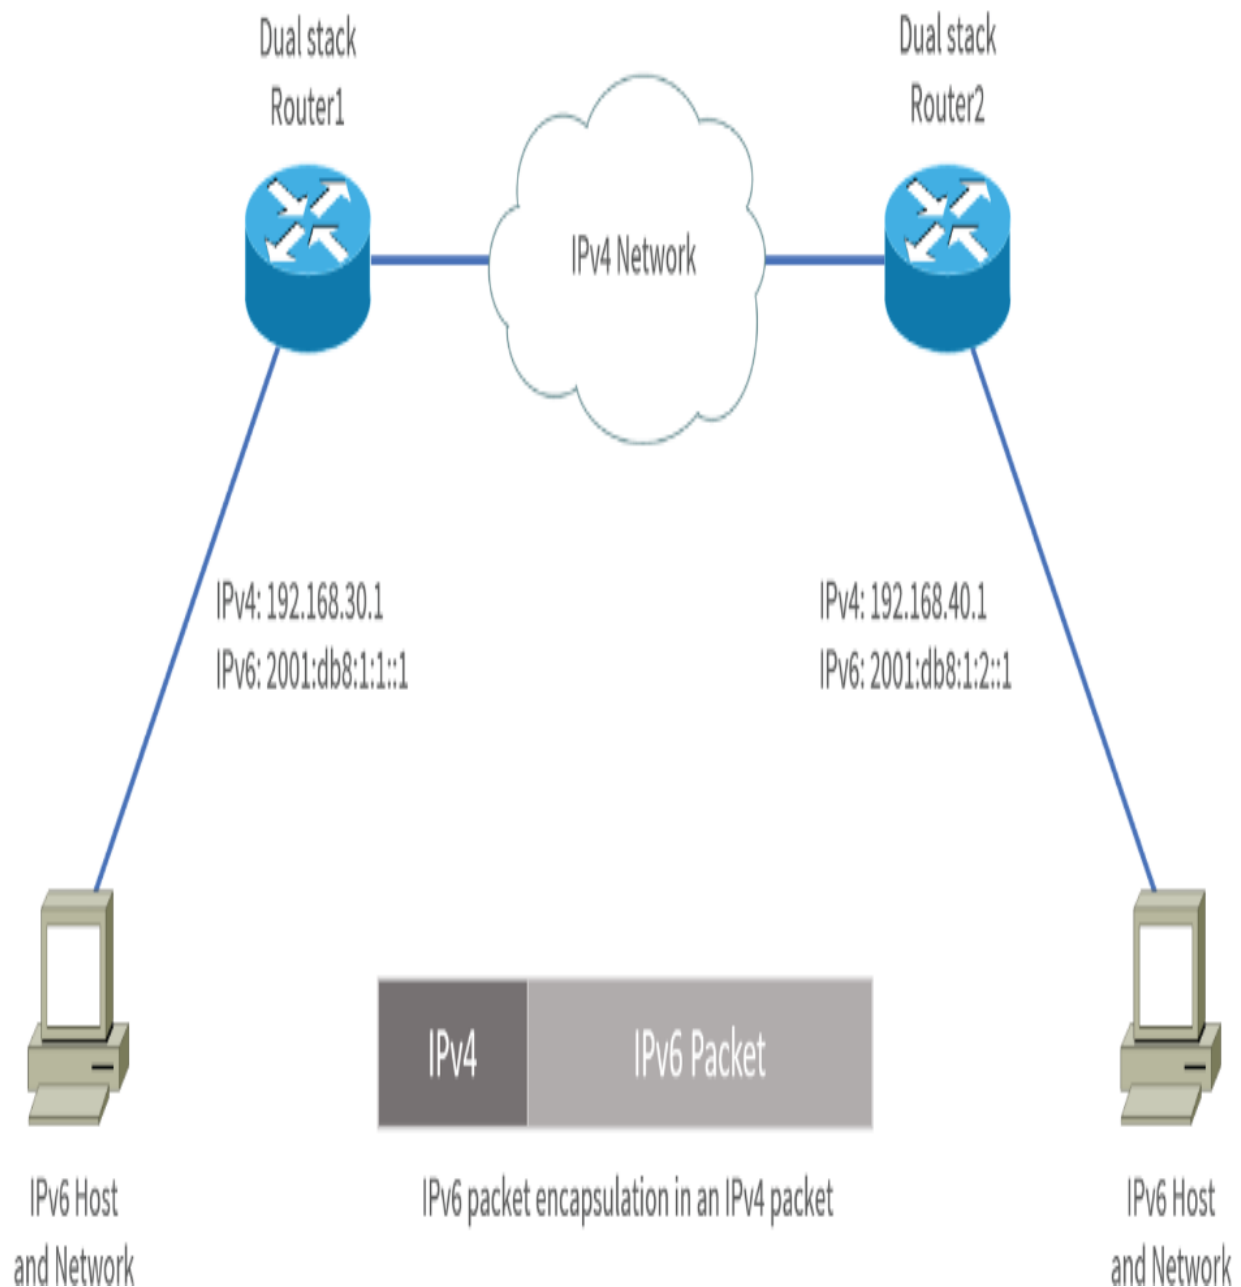 Dual stack
Router1
Dual stack
Router2
IPv4 Network
IPv4: 192.168.30.1
IPv6: 2001:db8:1:1::1
IPv4: 192.168.40.1
IPv6: 2001:db8:1:2::1
IPv4
IPv6 Packet
IPv6 packet encapsulation in an IPv4 packet
IPv6 Host
and Network
IPv6 Host
and Network